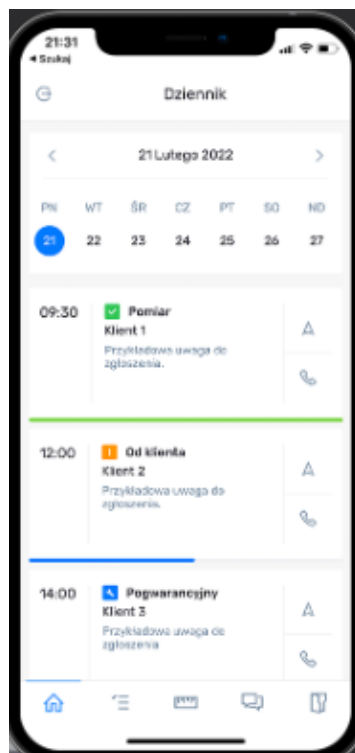 21:31
Szukaj
Dziennik
21 Lutego 2022
PN WT ŚR CZ PT SO ND
21 22 23 24 25 26 27
09:30 Pomiar
Klient 1
Przykładowa uwaga do
zgłoszenia.
12:00 Od klienta
Klient 2
Przykładowa uwaga do
zgłoszenia.
14:00 Pogwarancyjny
Klient 3
Przykładowa uwaga do
zgłoszenia